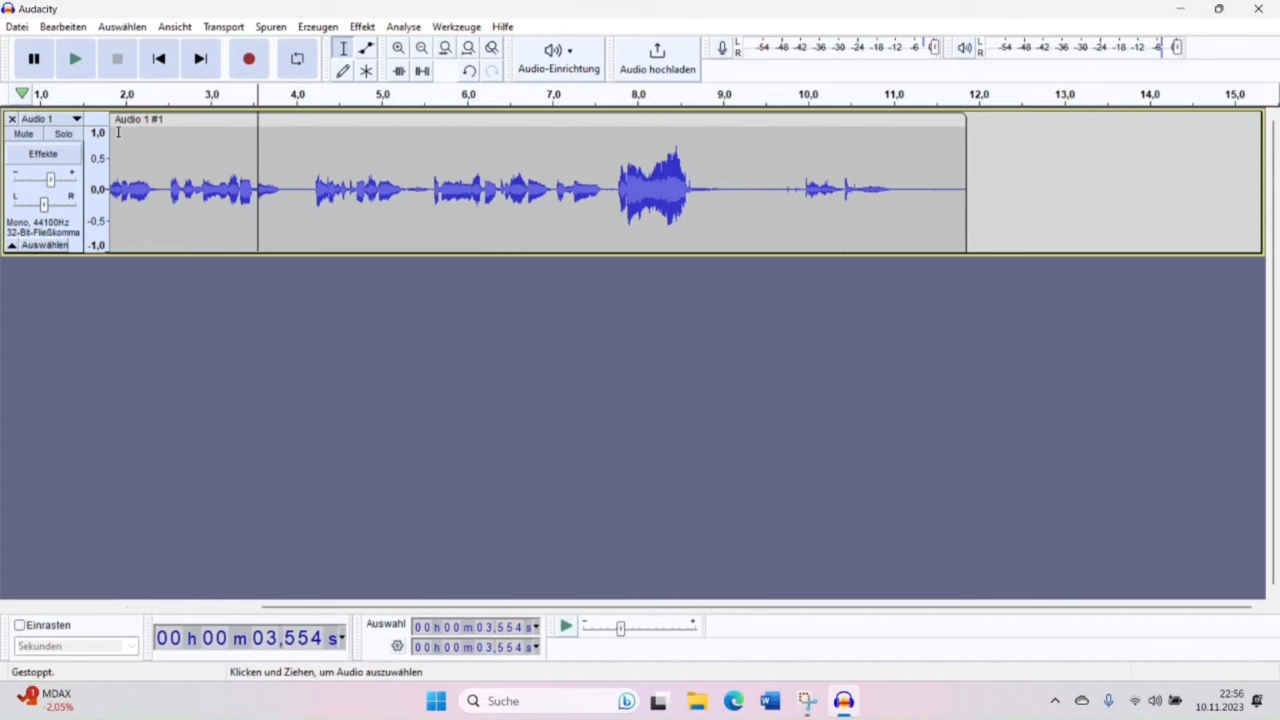 Audacity
Datei Bearbeiten Auswählen Ansicht Transport Spuren Erzeugen Effekt Analyse Werkzeuge Hilfe
Audio-Einrichtung
Audio hochladen
L
R
-54 -48 -42 -36 -30 -24 -18 -12 -6
L
R
-54 -48 -42 -36 -30 -24 -18 -12 -6
1,0 2,0 3,0 4,0 5,0 6,0 7,0 8,0 9,0 10,0 11,0 12,0 13,0 14,0 15,0
Audio 1
Audio 1 #1
Mute Solo
Effekte
- +
L R
Mono, 44100Hz
32-Bit-Fließkomma
Auswählen
1,0
0,5
0,0
-0,5
-1,0
Einrasten
Sekunden
00 h 00 m 03,554 s
Auswahl
00 h 00 m 03,554 s
00 h 00 m 03,554 s
- +
Gestoppt.
Klicken und Ziehen, um Audio auszuwählen
1
MDAX
-2,05%
Suche
22:56
10.11.2023